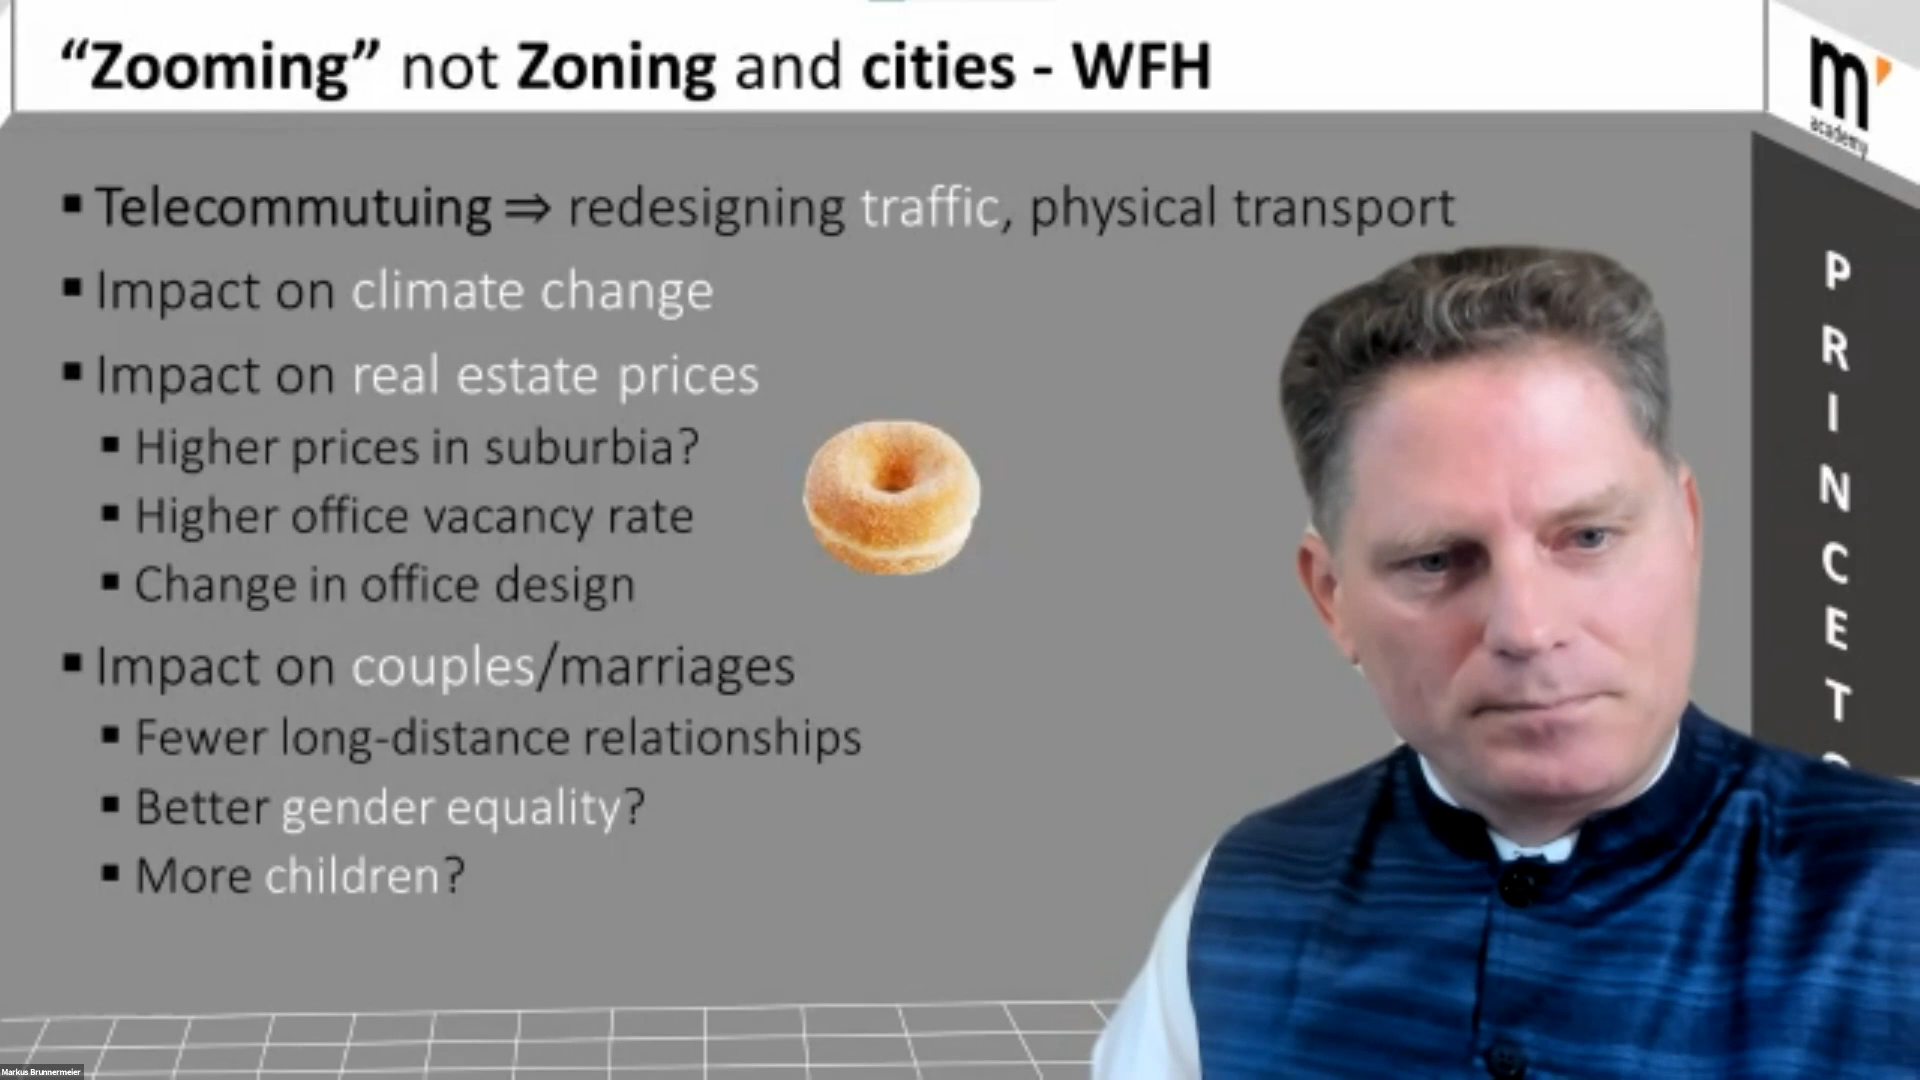 “Zooming” not Zoning and cities - WFH
m
academy
▪ Telecommutuing ⇒ redesigning traffic, physical transport
▪ Impact on climate change
▪ Impact on real estate prices
▪ Higher prices in suburbia?
▪ Higher office vacancy rate
▪ Change in office design
▪ Impact on couples/marriages
▪ Fewer long-distance relationships
▪ Better gender equality?
▪ More children?
P
R
I
N
C
E
T
Markus Brunnermeier